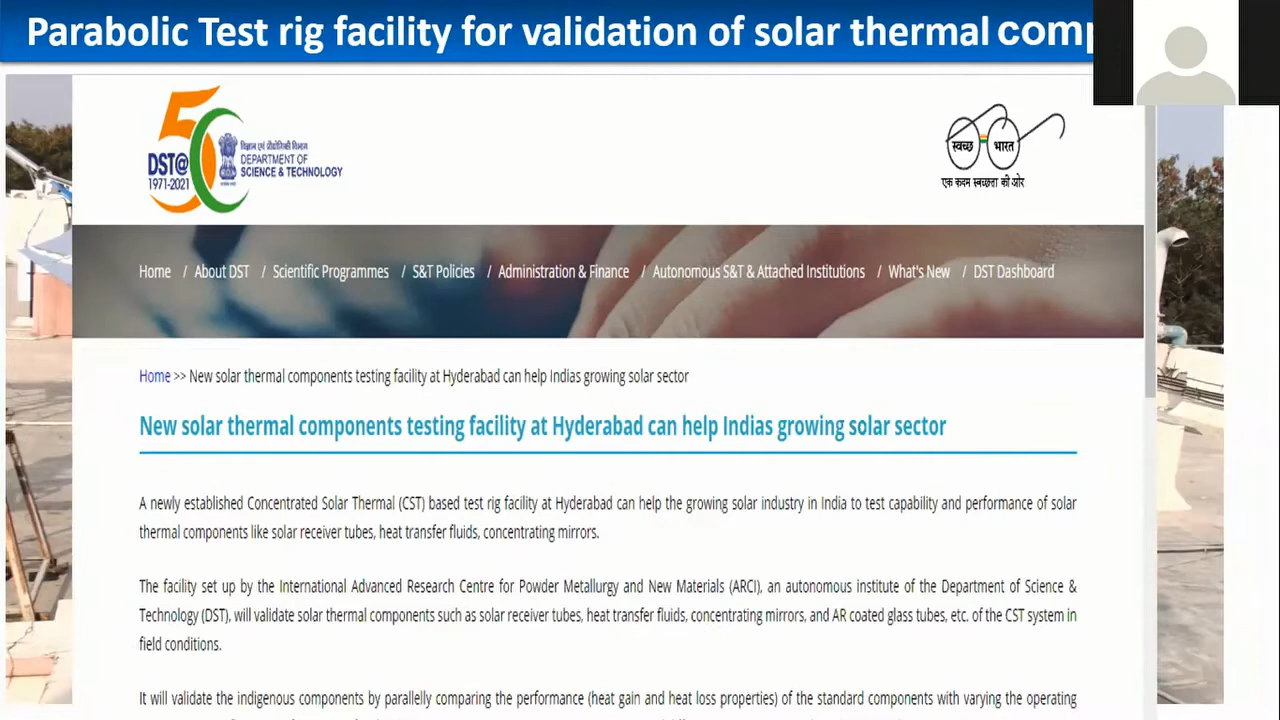 Parabolic Test rig facility for validation of solar thermal
50
DST@
1971-2021
विज्ञान एवं प्रौद्योगिकी विभाग
DEPARTMENT OF
SCIENCE & TECHNOLOGY
स्वच्छ भारत
एक कदम स्वच्छता की ओर
Home / About DST / Scientific Programmes / S&T Policies / Administration & Finance / Autonomous S&T & Attached Institutions / What's New / DST Dashboard
Home >> New solar thermal components testing facility at Hyderabad can help Indias growing solar sector
New solar thermal components testing facility at Hyderabad can help Indias growing solar sector
A newly established Concentrated Solar Thermal (CST) based test rig facility at Hyderabad can help the growing solar industry in India to test capability and performance of solar
thermal components like solar receiver tubes, heat transfer fluids, concentrating mirrors.
The facility set up by the International Advanced Research Centre for Powder Metallurgy and New Materials (ARCI), an autonomous institute of the Department of Science &
Technology (DST), will validate solar thermal components such as solar receiver tubes, heat transfer fluids, concentrating mirrors, and AR coated glass tubes, etc. of the CST system in
field conditions.
It will validate the indigenous components by parallelly comparing the performance (heat gain and heat loss properties) of the standard components with varying the operating